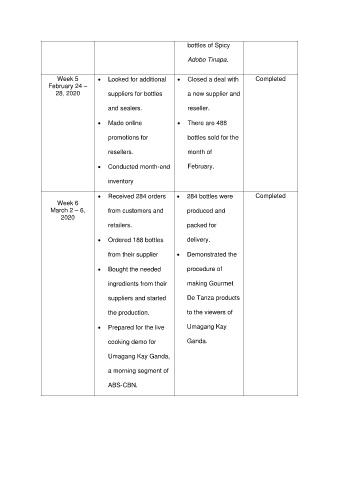 bottles of Spicy
Adobo Tinapa.
Week 5
February 24 –
28, 2020
• Looked for additional
suppliers for bottles
and sealers.
• Made online
promotions for
resellers.
• Conducted month-end
inventory
• Closed a deal with
a new supplier and
reseller.
• There are 488
bottles sold for the
month of
February.
Completed
Week 6
March 2 – 6,
2020
• Received 284 orders
from customers and
retailers.
• Ordered 188 bottles
from their supplier
• Bought the needed
ingredients from their
suppliers and started
the production.
• Prepared for the live
cooking demo for
Umagang Kay Ganda,
a morning segment of
ABS-CBN.
• 284 bottles were
produced and
packed for
delivery.
• Demonstrated the
procedure of
making Gourmet
De Tanza products
to the viewers of
Umagang Kay
Ganda.
Completed